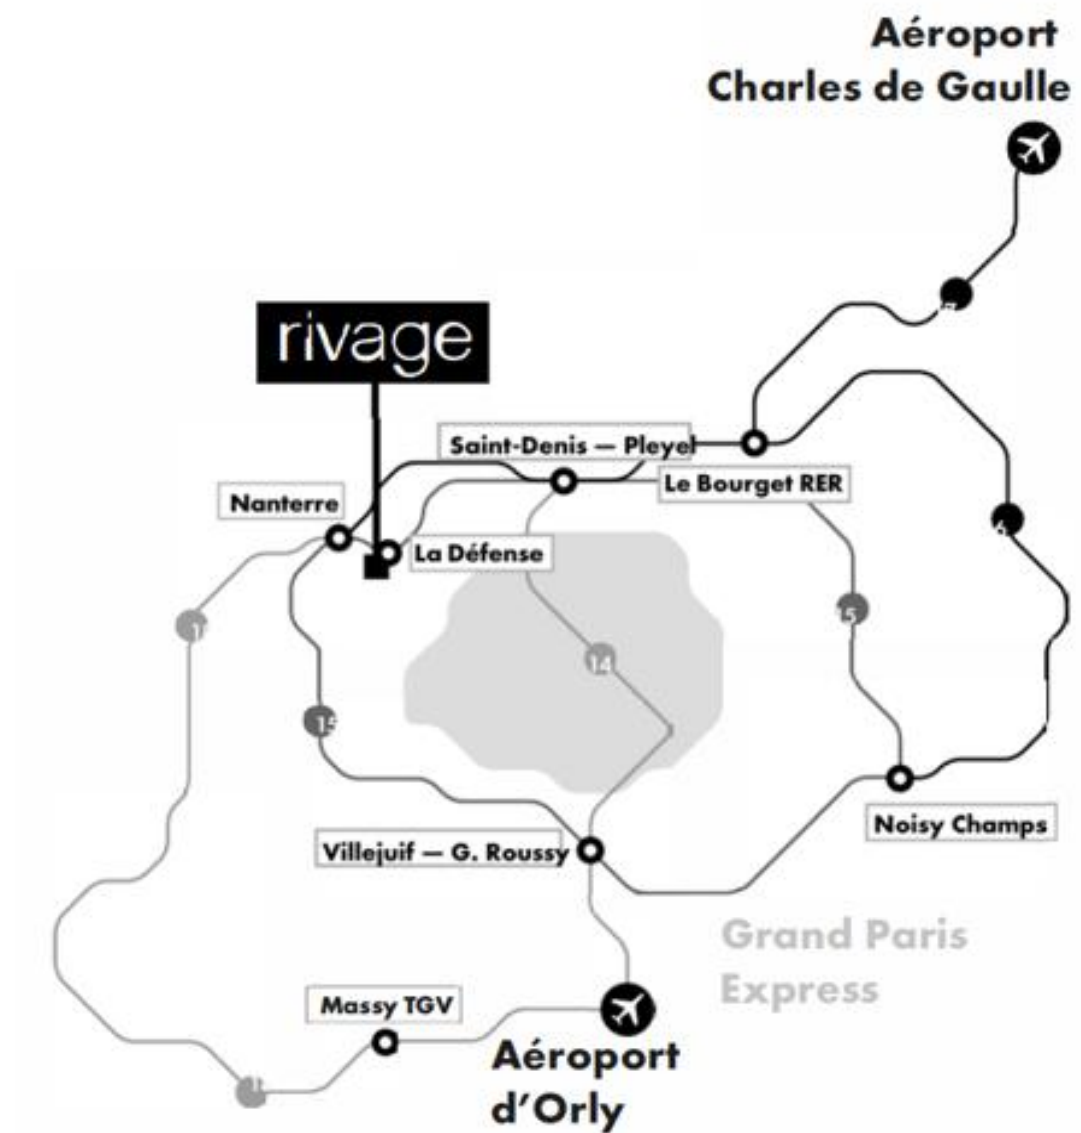 Aéroport
Charles de Gaulle
rivage
Saint-Denis — Pleyel
Le Bourget RER
Nanterre
La Défense
15
14
15
Noisy Champs
Villejuif — G. Roussy
Grand Paris
Express
Massy TGV
Aéroport
d'Orly